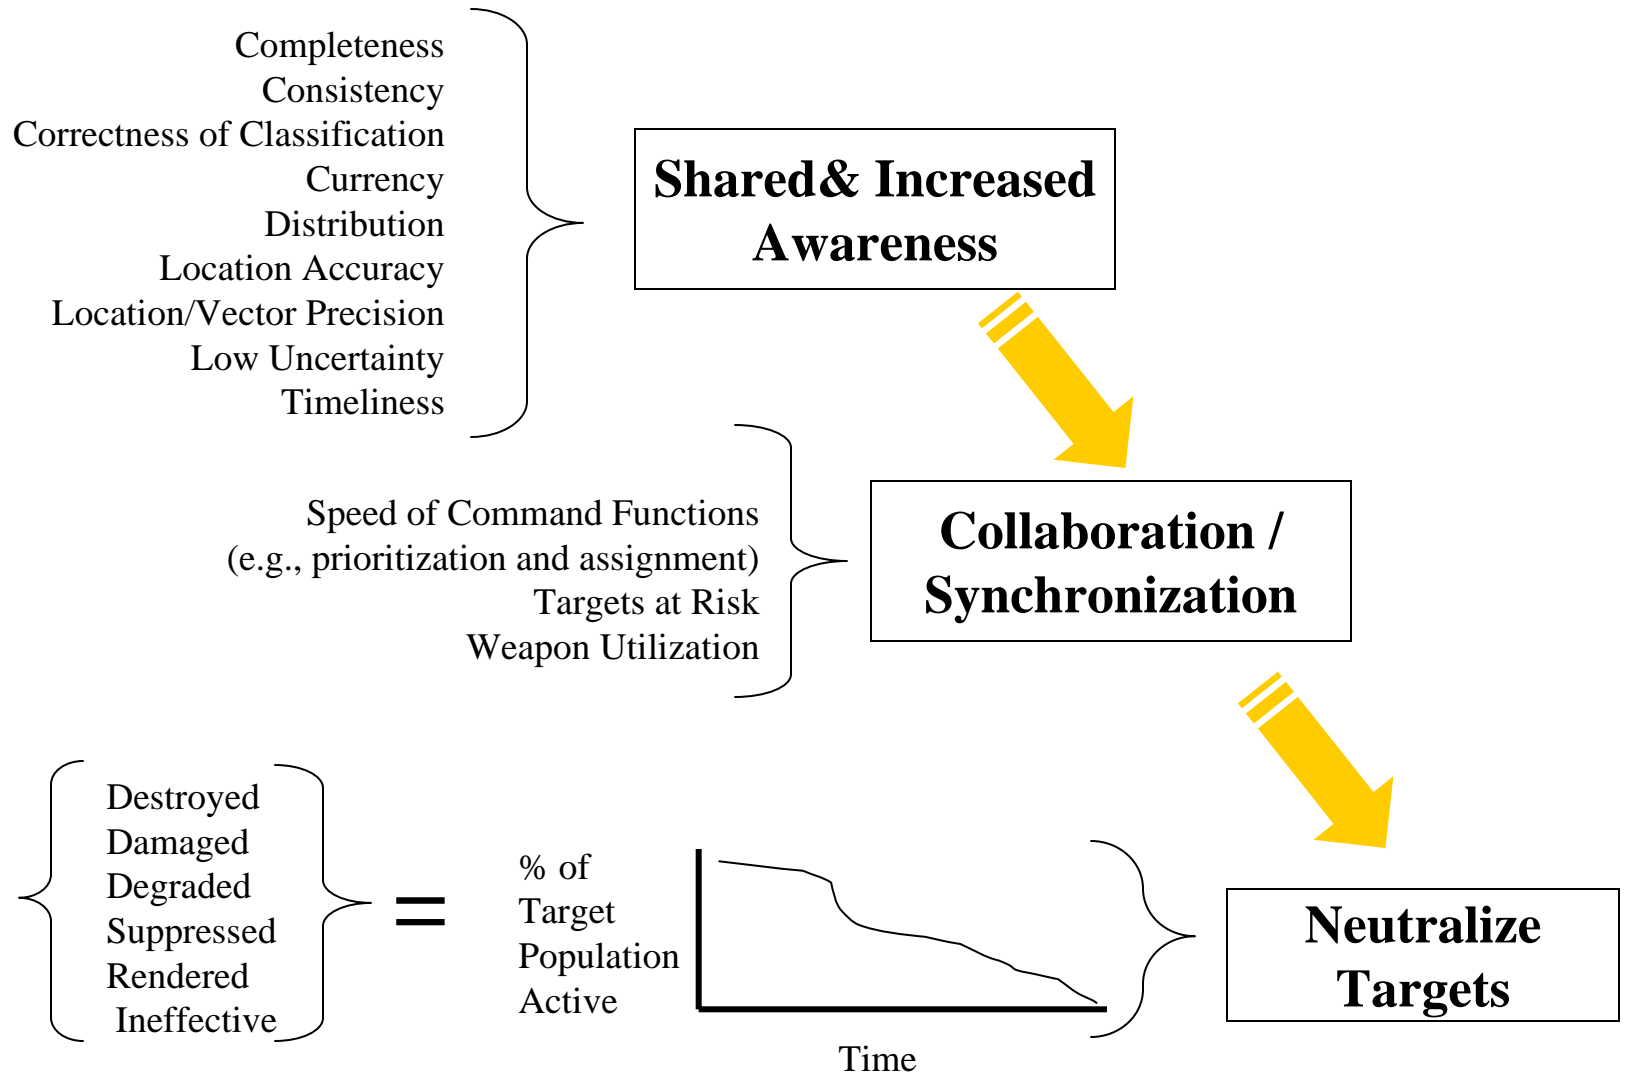 Completeness
Consistency
Correctness of Classification
Currency
Distribution
Location Accuracy
Location/Vector Precision
Low Uncertainty
Timeliness
Shared& Increased
Awareness
Speed of Command Functions
(e.g., prioritization and assignment)
Targets at Risk
Weapon Utilization
Collaboration /
Synchronization
Destroyed
Damaged
Degraded
Suppressed
Rendered
Ineffective
=
% of
Target
Population
Active
Time
Neutralize
Targets